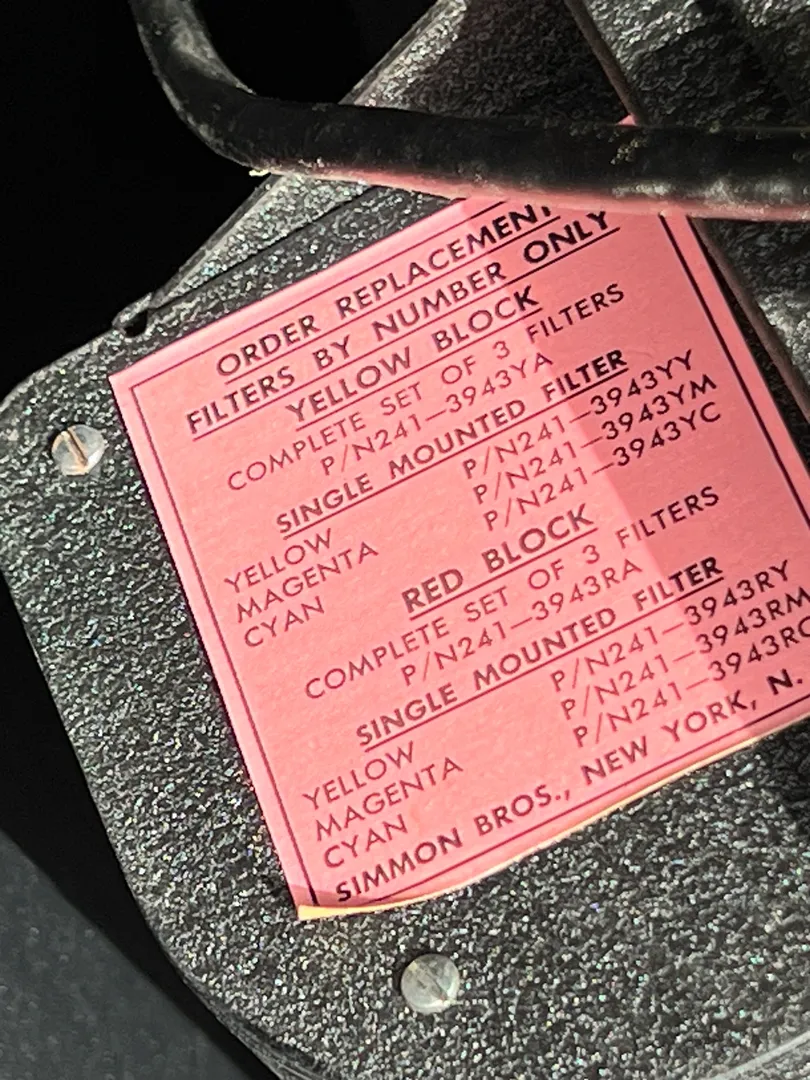 ORDER REPLACEMENT
FILTERS BY NUMBER ONLY
YELLOW BLOCK
COMPLETE SET OF 3 FILTERS
P/N241—3943YA
SINGLE MOUNTED FILTER
YELLOW P/N241—3943YY
MAGENTA P/N241—3943YM
CYAN P/N241—3943YC
RED BLOCK
COMPLETE SET OF 3 FILTERS
P/N241—3943RA
SINGLE MOUNTED FILTER
YELLOW P/N241—3943RY
MAGENTA P/N241—3943RM
CYAN P/N241—3943RC
SIMMON BROS., NEW YORK, N.